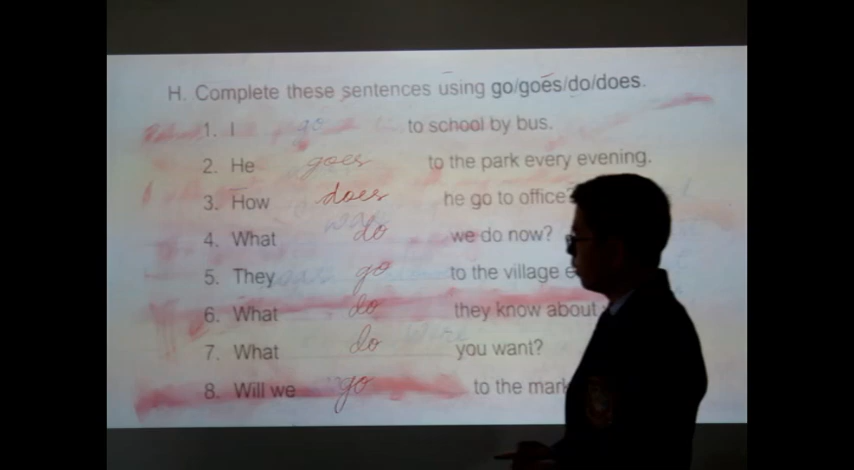 H. Complete these sentences using go/goes/do/does.
1. I go to school by bus.
2. He goes to the park every evening.
3. How does he go to office?
4. What do we do now?
5. They go to the village
6. What do they know about
7. What do you want?
8. Will we go to the